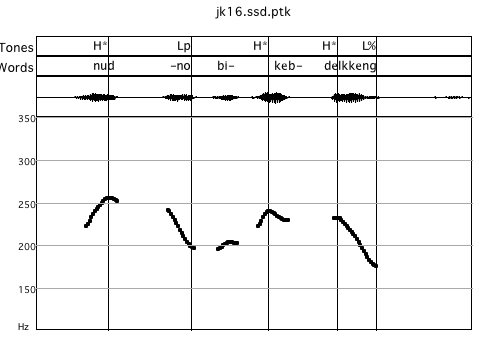 jk16.ssd.ptk
Tones H* Lp H* H* L%
Words nud -no bi- keb- delkkeng
350
300
250
200
150
Hz